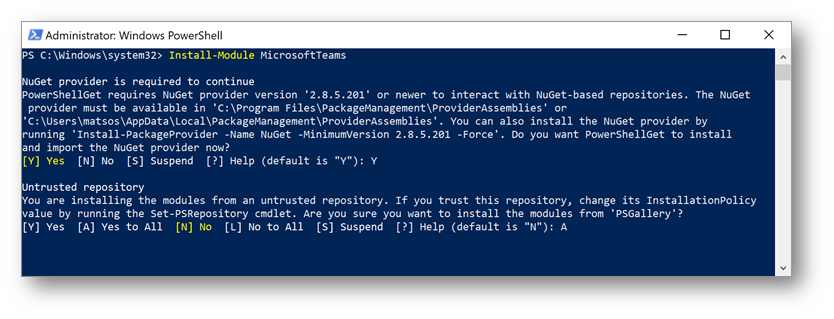 Administrator: Windows PowerShell
PS C:\Windows\system32> Install-Module MicrosoftTeams
NuGet provider is required to continue
PowerShellGet requires NuGet provider version '2.8.5.201' or newer to interact with NuGet-based repositories. The NuGet
provider must be available in 'C:\Program Files\PackageManagement\ProviderAssemblies' or
'C:\Users\matsos\AppData\Local\PackageManagement\ProviderAssemblies'. You can also install the NuGet provider by
running 'Install-PackageProvider -Name NuGet -MinimumVersion 2.8.5.201 -Force'. Do you want PowerShellGet to install
and import the NuGet provider now?
[Y] Yes  [N] No  [S] Suspend  [?] Help (default is "Y"): Y
Untrusted repository
You are installing the modules from an untrusted repository. If you trust this repository, change its InstallationPolicy
value by running the Set-PSRepository cmdlet. Are you sure you want to install the modules from 'PSGallery'?
[Y] Yes  [A] Yes to All  [N] No  [L] No to All  [S] Suspend  [?] Help (default is "N"): A